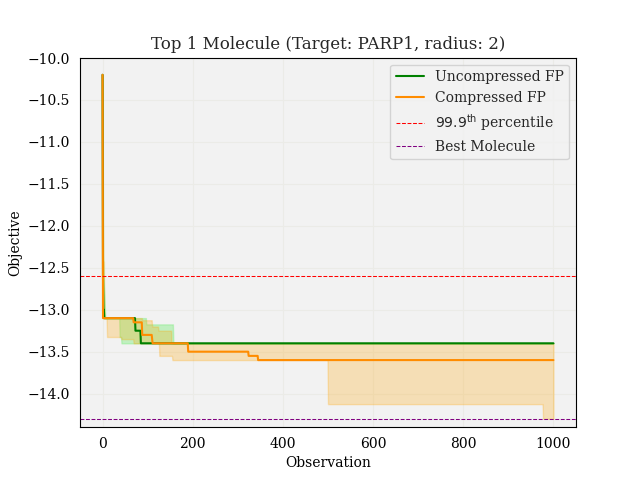 Top 1 Molecule (Target: PARP1, radius: 2)
Uncompressed FP
Compressed FP
99.9th percentile
Best Molecule
Objective
−10.0
−10.5
−11.0
−11.5
−12.0
−12.5
−13.0
−13.5
−14.0
0 200 400 600 800 1000
Observation